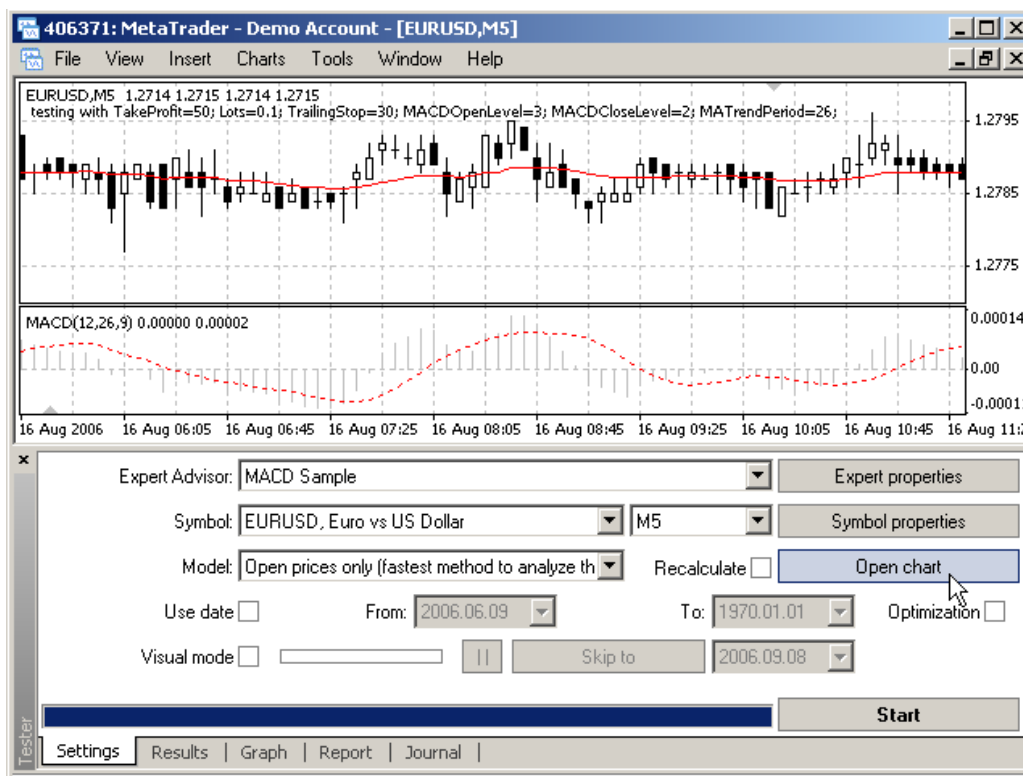 406371: MetaTrader - Demo Account - [EURUSD,M5]
File View Insert Charts Tools Window Help
EURUSD,M5 1.2714 1.2715 1.2714 1.2715
testing with TakeProfit=50; Lots=0.1; TrailingStop=30; MACDOpenLevel=3; MACDCloseLevel=2; MATrendPeriod=26;
1.2795
1.2785
1.2775
MACD(12,26,9) 0.00000 0.00002
0.00014
0.00
-0.0001
16 Aug 2006 16 Aug 06:05 16 Aug 06:45 16 Aug 07:25 16 Aug 08:05 16 Aug 08:45 16 Aug 09:25 16 Aug 10:05 16 Aug 10:45 16 Aug 11:2
Expert Advisor: MACD Sample Expert properties
Symbol: EURUSD, Euro vs US Dollar M5 Symbol properties
Model: Open prices only (fastest method to analyze th Recalculate Open chart
Use date From: 2006.06.09 To: 1970.01.01 Optimization
Visual mode Skip to 2006.09.08
Start
Tester
Settings Results Graph Report Journal